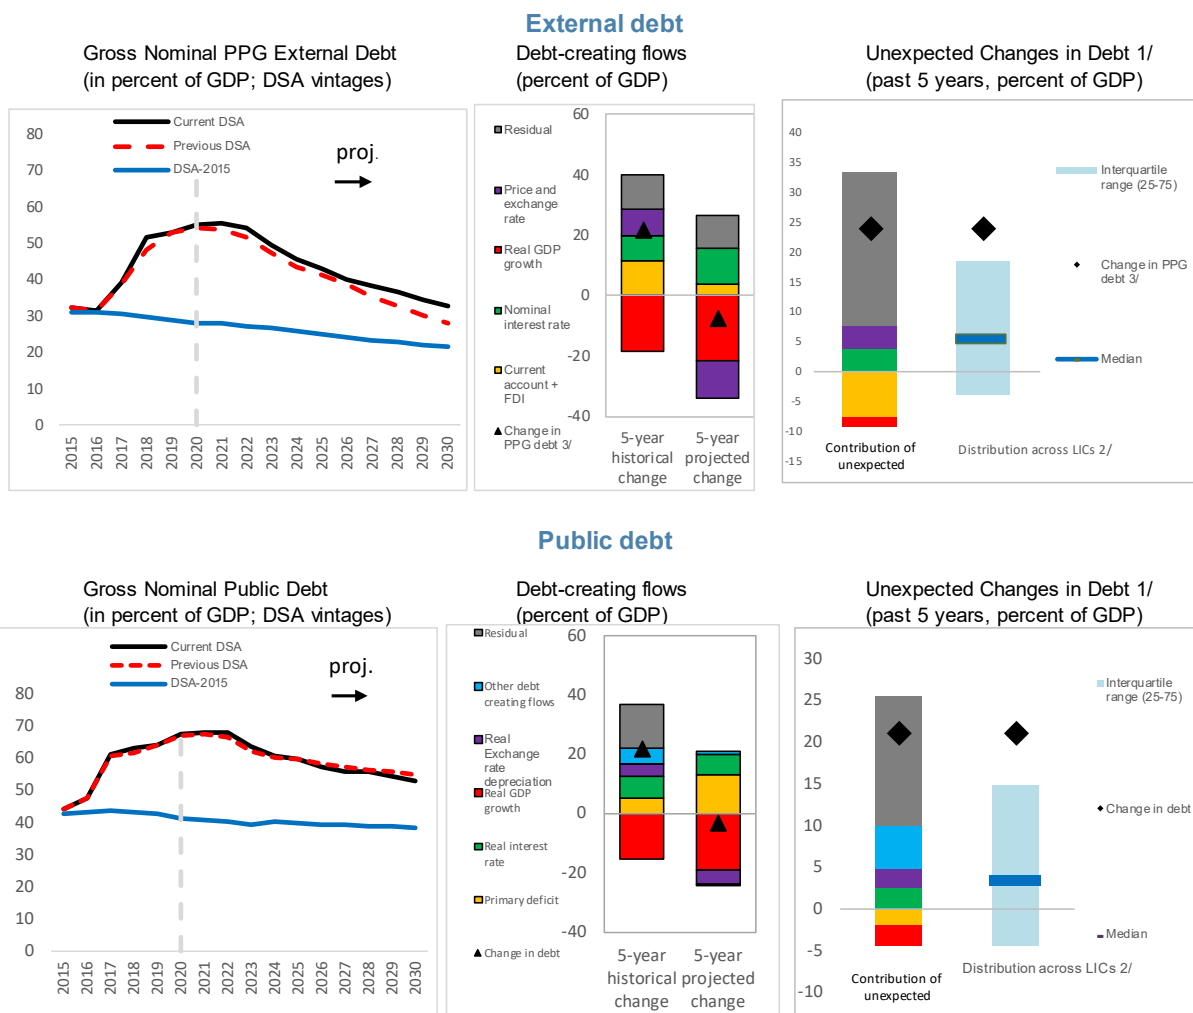 External debt
Gross Nominal PPG External Debt
(in percent of GDP; DSA vintages)
80
70
60
50
40
30
20
10
0
Current DSA
Previous DSA
DSA-2015
proj.
2015
2016
2017
2018
2019
2020
2021
2022
2023
2024
2025
2026
2027
2028
2029
2030
Debt-creating flows
(percent of GDP)
Residual
Price and
exchange
rate
Real GDP
growth
Nominal
interest rate
Current
account +
FDI
Change in
PPG debt 3/
60
40
20
0
-20
-40
5-year
historical
change
5-year
projected
change
Unexpected Changes in Debt 1/
(past 5 years, percent of GDP)
40
35
30
25
20
15
10
5
0
-5
-10
-15
Contribution of
unexpected
Distribution across LICs 2/
Interquartile
range (25-75)
Change in PPG
debt 3/
Median
Public debt
Gross Nominal Public Debt
(in percent of GDP; DSA vintages)
80
70
60
50
40
30
20
10
0
Current DSA
Previous DSA
DSA-2015
proj.
2015
2016
2017
2018
2019
2020
2021
2022
2023
2024
2025
2026
2027
2028
2029
2030
Debt-creating flows
(percent of GDP)
Residual
Other debt
creating flows
Real
Exchange
rate
depreciation
Real GDP
growth
Real interest
rate
Primary deficit
Change in debt
60
40
20
0
-20
-40
5-year
historical
change
5-year
projected
change
Unexpected Changes in Debt 1/
(past 5 years, percent of GDP)
30
25
20
15
10
5
0
-5
-10
Contribution of
unexpected
Distribution across LICs 2/
Interquartile
range (25-75)
Change in debt
Median